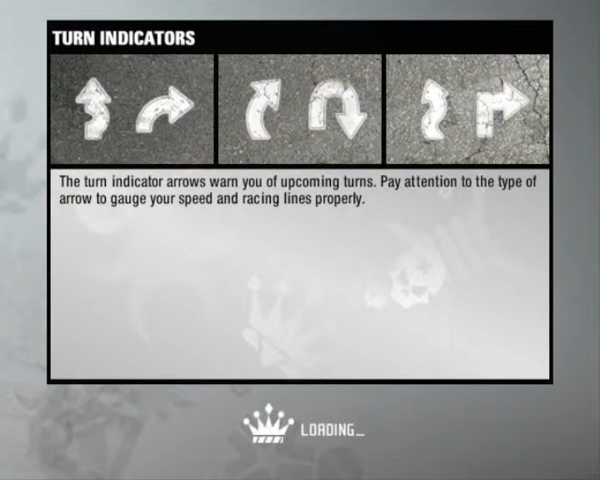 TURN INDICATORS
The turn indicator arrows warn you of upcoming turns. Pay attention to the type of
arrow to gauge your speed and racing lines properly.
LOADING_